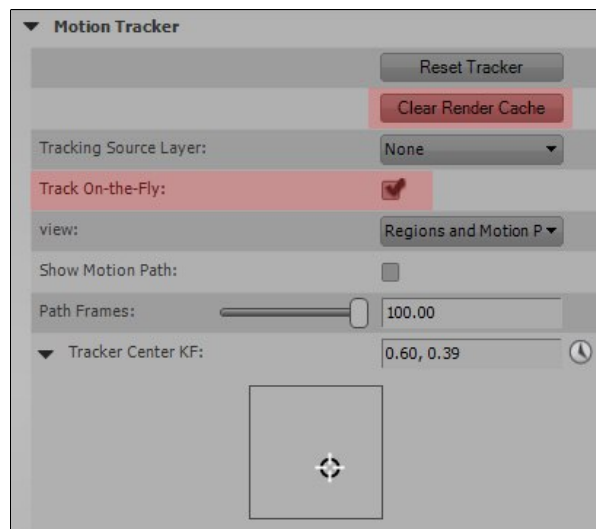 Motion Tracker
Reset Tracker
Clear Render Cache
Tracking Source Layer: None
Track On-the-Fly:
view: Regions and Motion P
Show Motion Path:
Path Frames: 100.00
Tracker Center KF: 0.60, 0.39